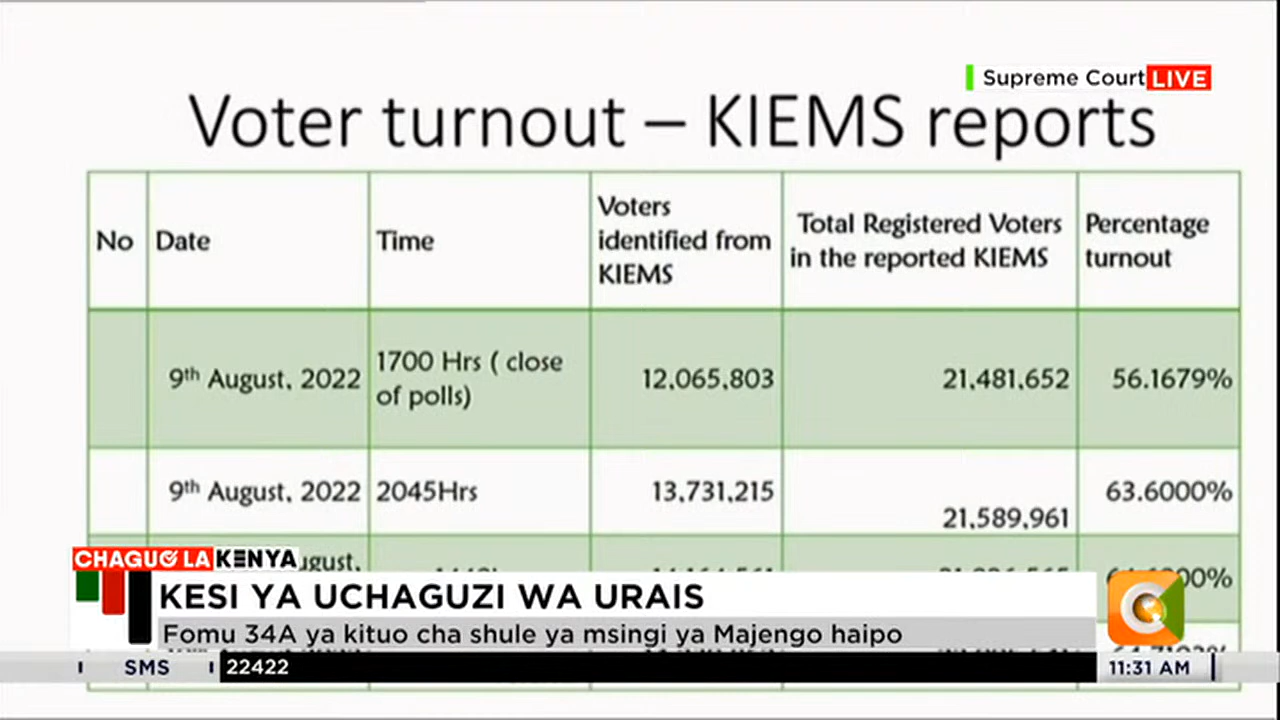 Supreme Court LIVE
Voter turnout – KIEMS reports
No Date Time Voters identified from KIEMS Total Registered Voters in the reported KIEMS Percentage turnout
9th August, 2022 1700 Hrs ( close of polls) 12,065,803 21,481,652 56.1679%
9th August, 2022 2045Hrs 13,731,215 21,589,961 63.6000%
CHAGUO LA KENYA
KESI YA UCHAGUZI WA URAIS
Fomu 34A ya kituo cha shule ya msingi ya Majengo haipo
SMS 22422 11:31 AM